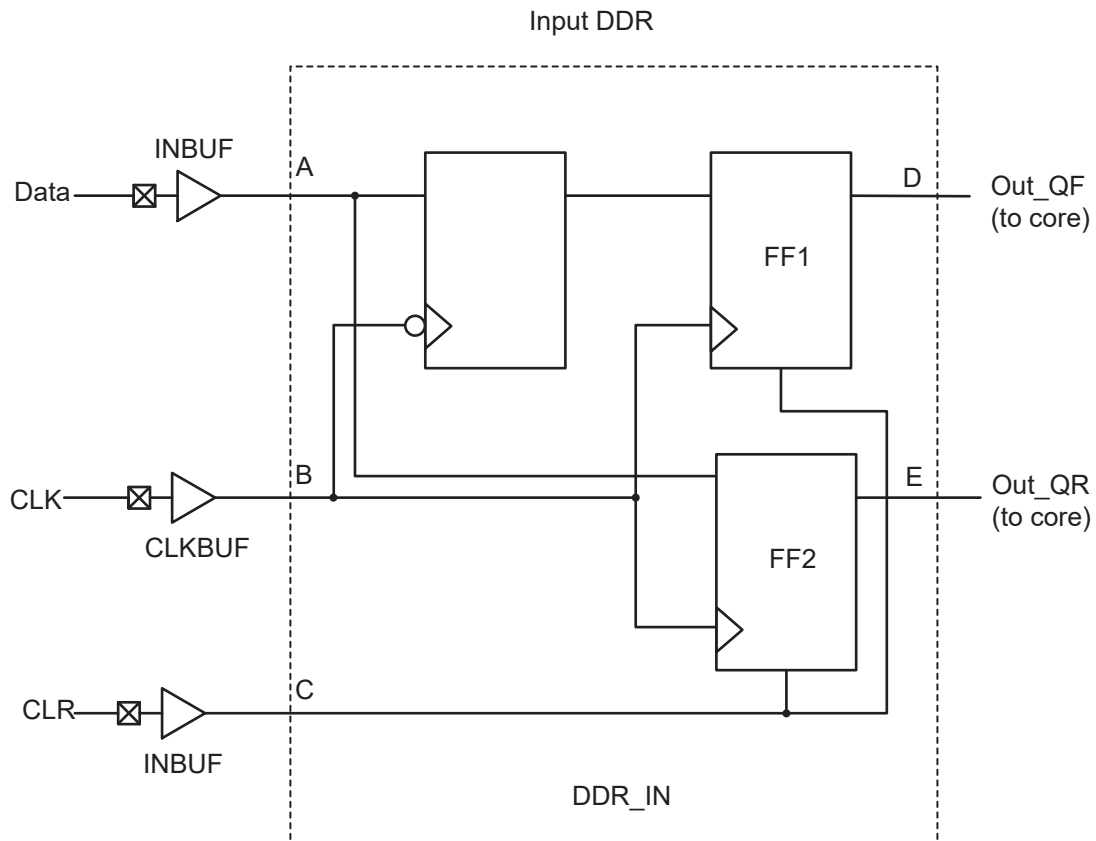 Input DDR
INBUF
A
Data
D
Out_QF
(to core)
FF1
B
CLK
CLKBUF
E
Out_QR
(to core)
FF2
C
CLR
INBUF
DDR_IN